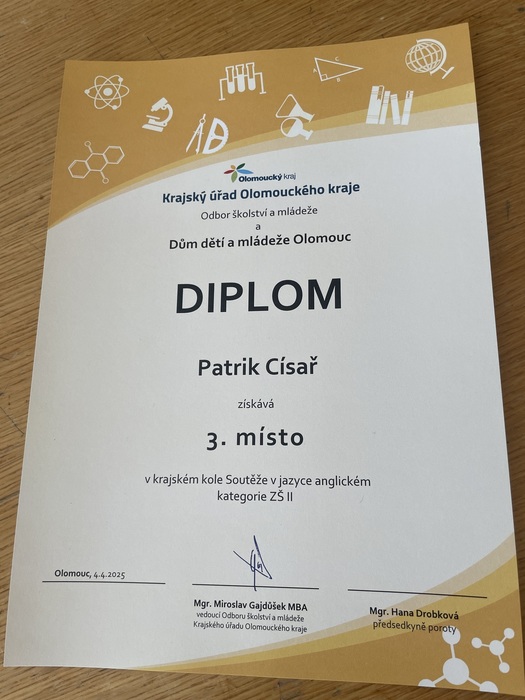 C
A
B
Olomoucký kraj
Krajský úřad Olomouckého kraje
Odbor školství a mládeže
a
Dům dětí a mládeže Olomouc
DIPLOM
Patrik Císař
získává
3. místo
v krajském kole Soutěže v jazyce anglickém
kategorie ZŠ II
Olomouc, 4.4.2025
Mgr. Miroslav Gajdůšek MBA
vedoucí Odboru školství a mládeže
Krajského úřadu Olomouckého kraje
Mgr. Hana Drobková
předsedkyně poroty